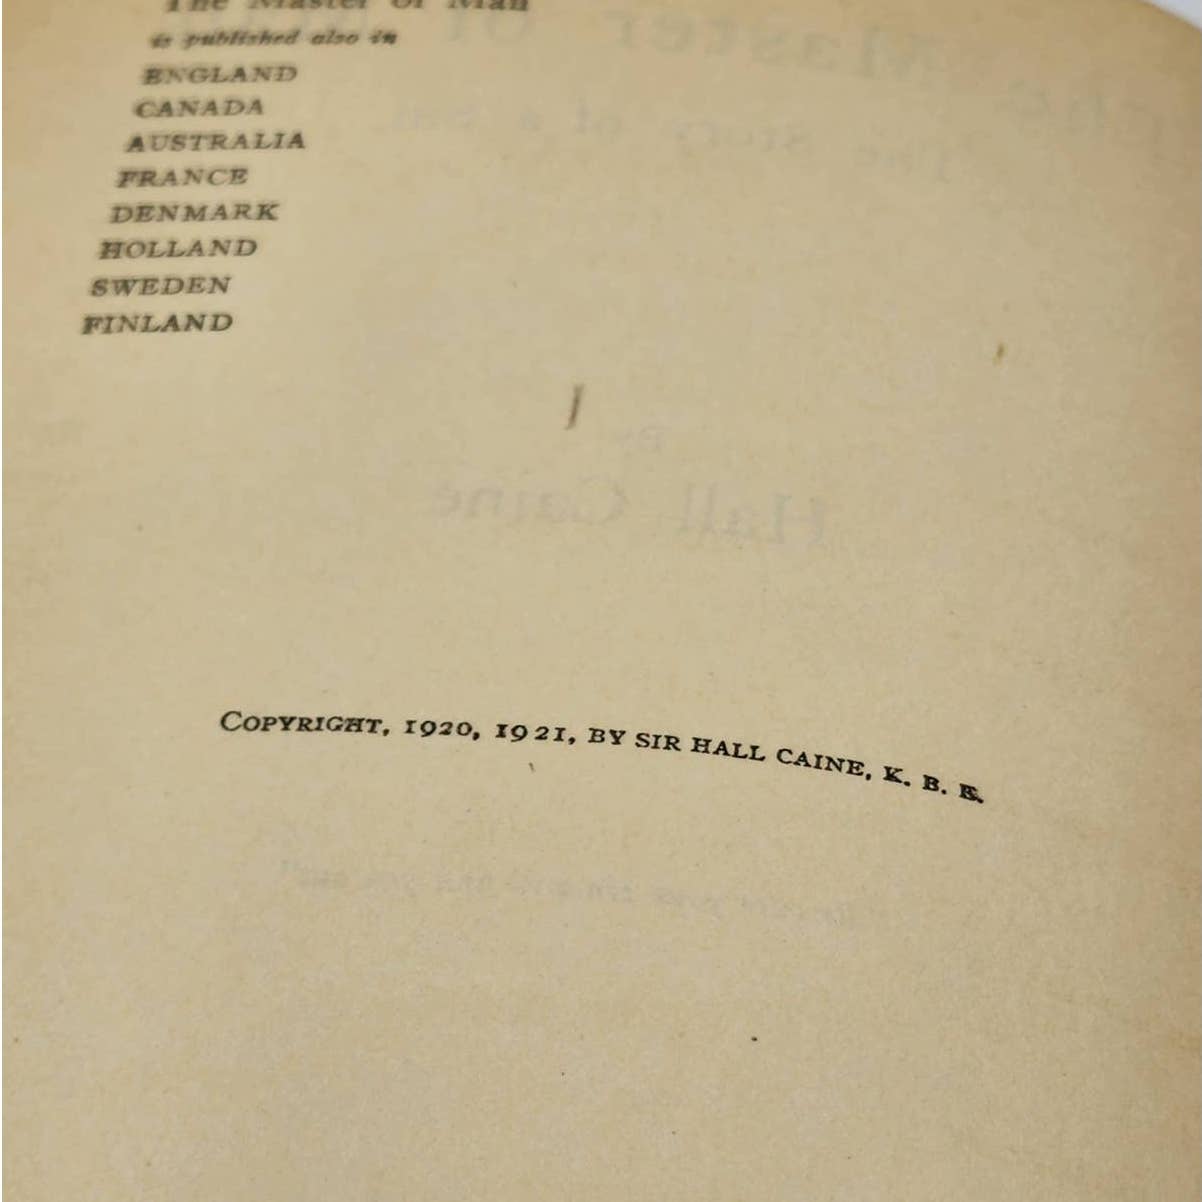 The Master of Man
is published also in
ENGLAND
CANADA
AUSTRALIA
FRANCE
DENMARK
HOLLAND
SWEDEN
FINLAND
COPYRIGHT, 1920, 1921, BY SIR HALL CAINE, K. B. E.